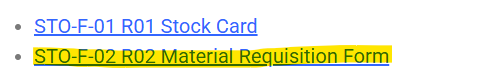 STO-F-01 R01 Stock Card
STO-F-02 R02 Material Requisition Form